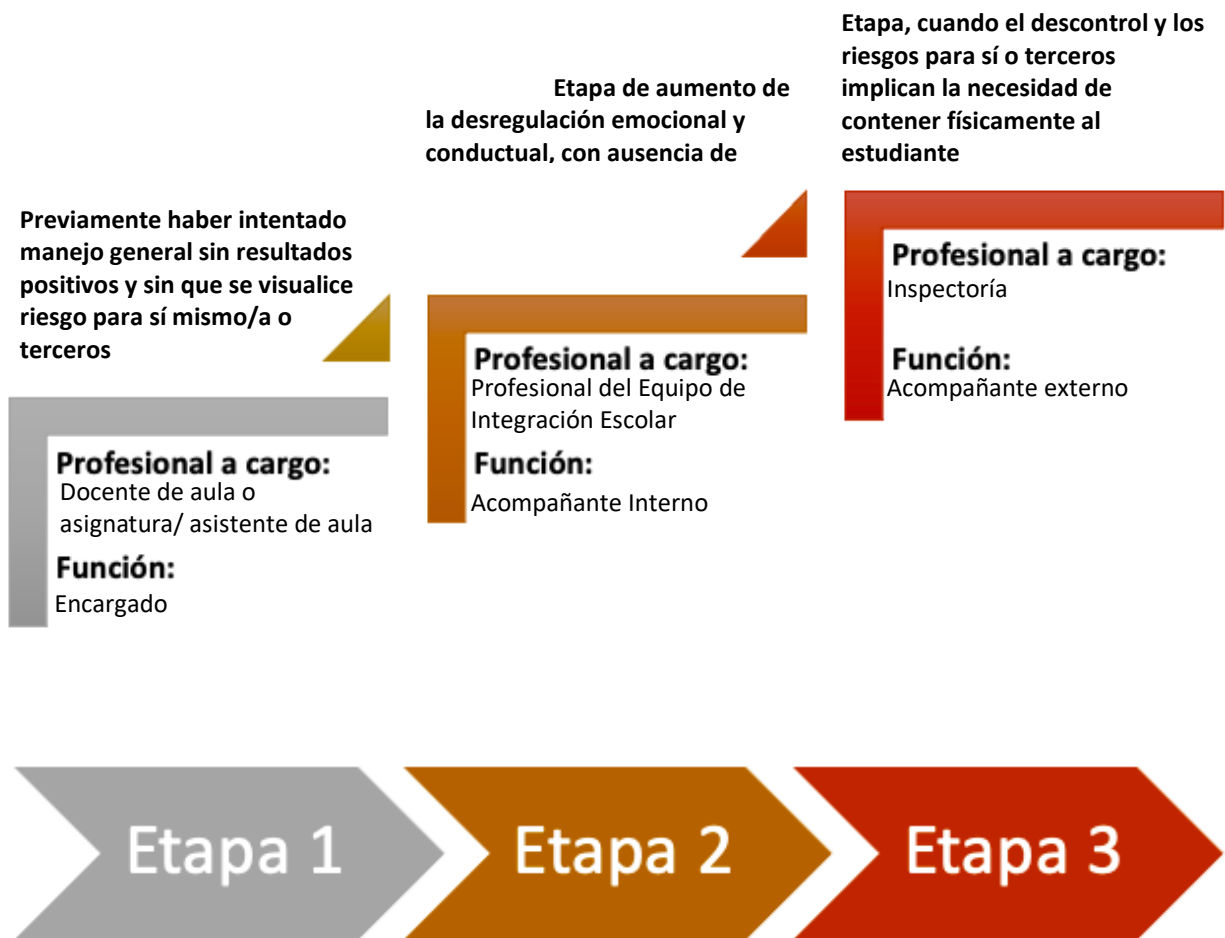 Previamente haber intentado
manejo general sin resultados
positivos y sin que se visualice
riesgo para sí mismo/a o
terceros
Profesional a cargo:
Docente de aula o
asignatura/ asistente de aula
Función:
Encargado
Etapa de aumento de
la desregulación emocional y
conductual, con ausencia de
Profesional a cargo:
Profesional del Equipo de
Integración Escolar
Función:
Acompañante Interno
Etapa, cuando el descontrol y los
riesgos para sí o terceros
implican la necesidad de
contener físicamente al
estudiante
Profesional a cargo:
Inspectoría
Función:
Acompañante externo
Etapa 1
Etapa 2
Etapa 3